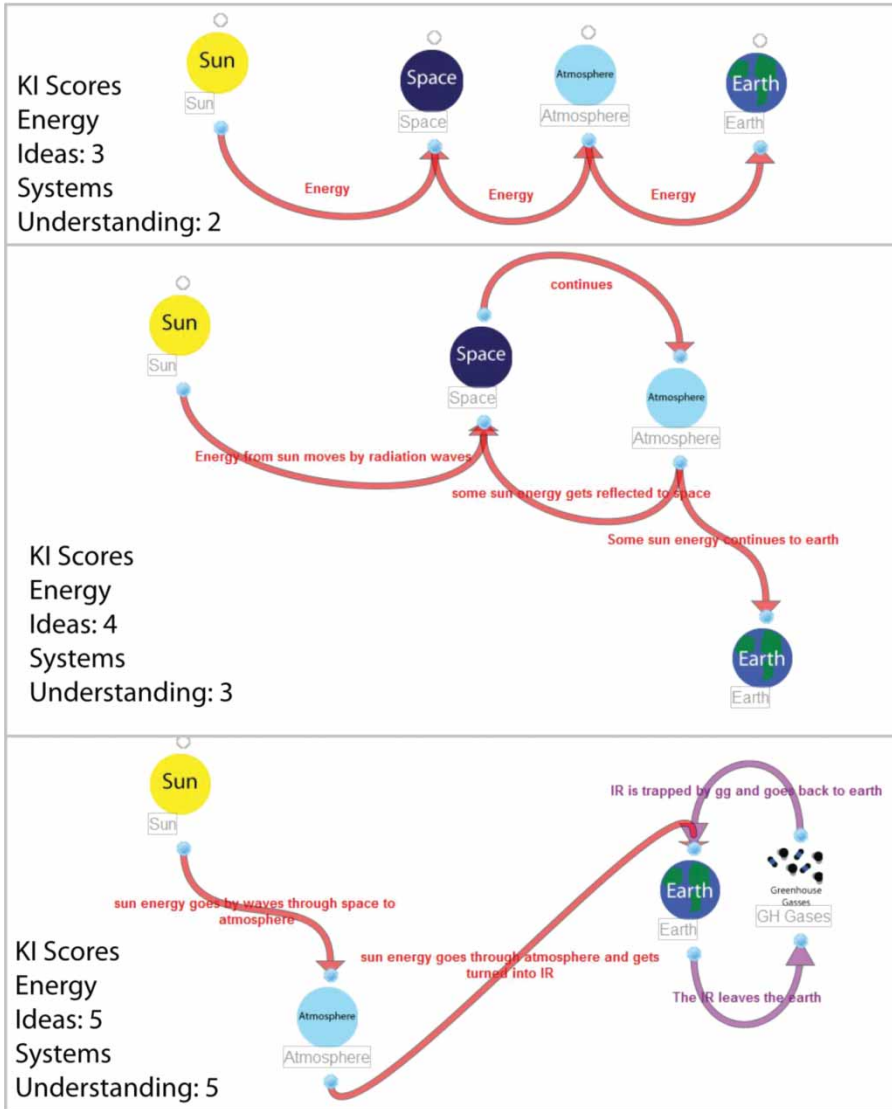 KI Scores
Energy
Ideas: 3
Systems
Understanding: 2
Sun
Sun
Space
Space
Atmosphere
Atmosphere
Earth
Earth
Energy
Energy
Energy
Sun
Sun
continues
Space
Space
Atmosphere
Atmosphere
Energy from sun moves by radiation waves
some sun energy gets reflected to space
Some sun energy continues to earth
KI Scores
Energy
Ideas: 4
Systems
Understanding: 3
Earth
Earth
Sun
Sun
IR is trapped by gg and goes back to earth
Earth
Earth
Greenhouse
Gasses
GH Gases
sun energy goes by waves through space to
atmosphere
sun energy goes through atmosphere and gets
turned into IR
The IR leaves the earth
KI Scores
Energy
Ideas: 5
Systems
Understanding: 5
Atmosphere
Atmosphere